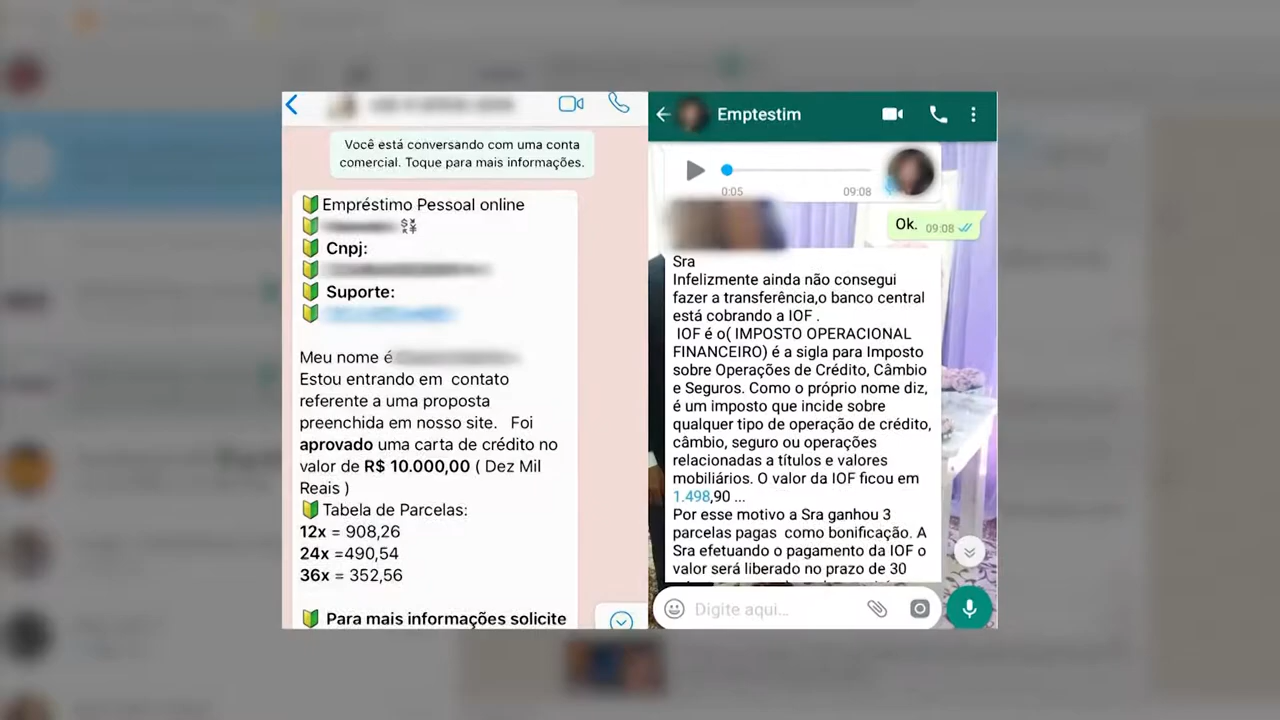 Você está conversando com uma conta
comercial. Toque para mais informações.
Empréstimo Pessoal online
Cnpj:
Suporte:
Meu nome é
Estou entrando em contato
referente a uma proposta
preenchida em nosso site. Foi
aprovado uma carta de crédito no
valor de R$ 10.000,00 ( Dez Mil
Reais )
Tabela de Parcelas:
12x = 908,26
24x =490,54
36x = 352,56
Para mais informações solicite
Emptestim
0:05 09:08
Ok. 09:08
Sra
Infelizmente ainda não consegui
fazer a transferência,o banco central
está cobrando a IOF .
IOF é o( IMPOSTO OPERACIONAL
FINANCEIRO) é a sigla para Imposto
sobre Operações de Crédito, Câmbio
e Seguros. Como o próprio nome diz,
é um imposto que incide sobre
qualquer tipo de operação de crédito,
câmbio, seguro ou operações
relacionadas a títulos e valores
mobiliários. O valor da IOF ficou em
1.498,90 ...
Por esse motivo a Sra ganhou 3
parcelas pagas como bonificação. A
Sra efetuando o pagamento da IOF o
valor será liberado no prazo de 30
Digite aqui...